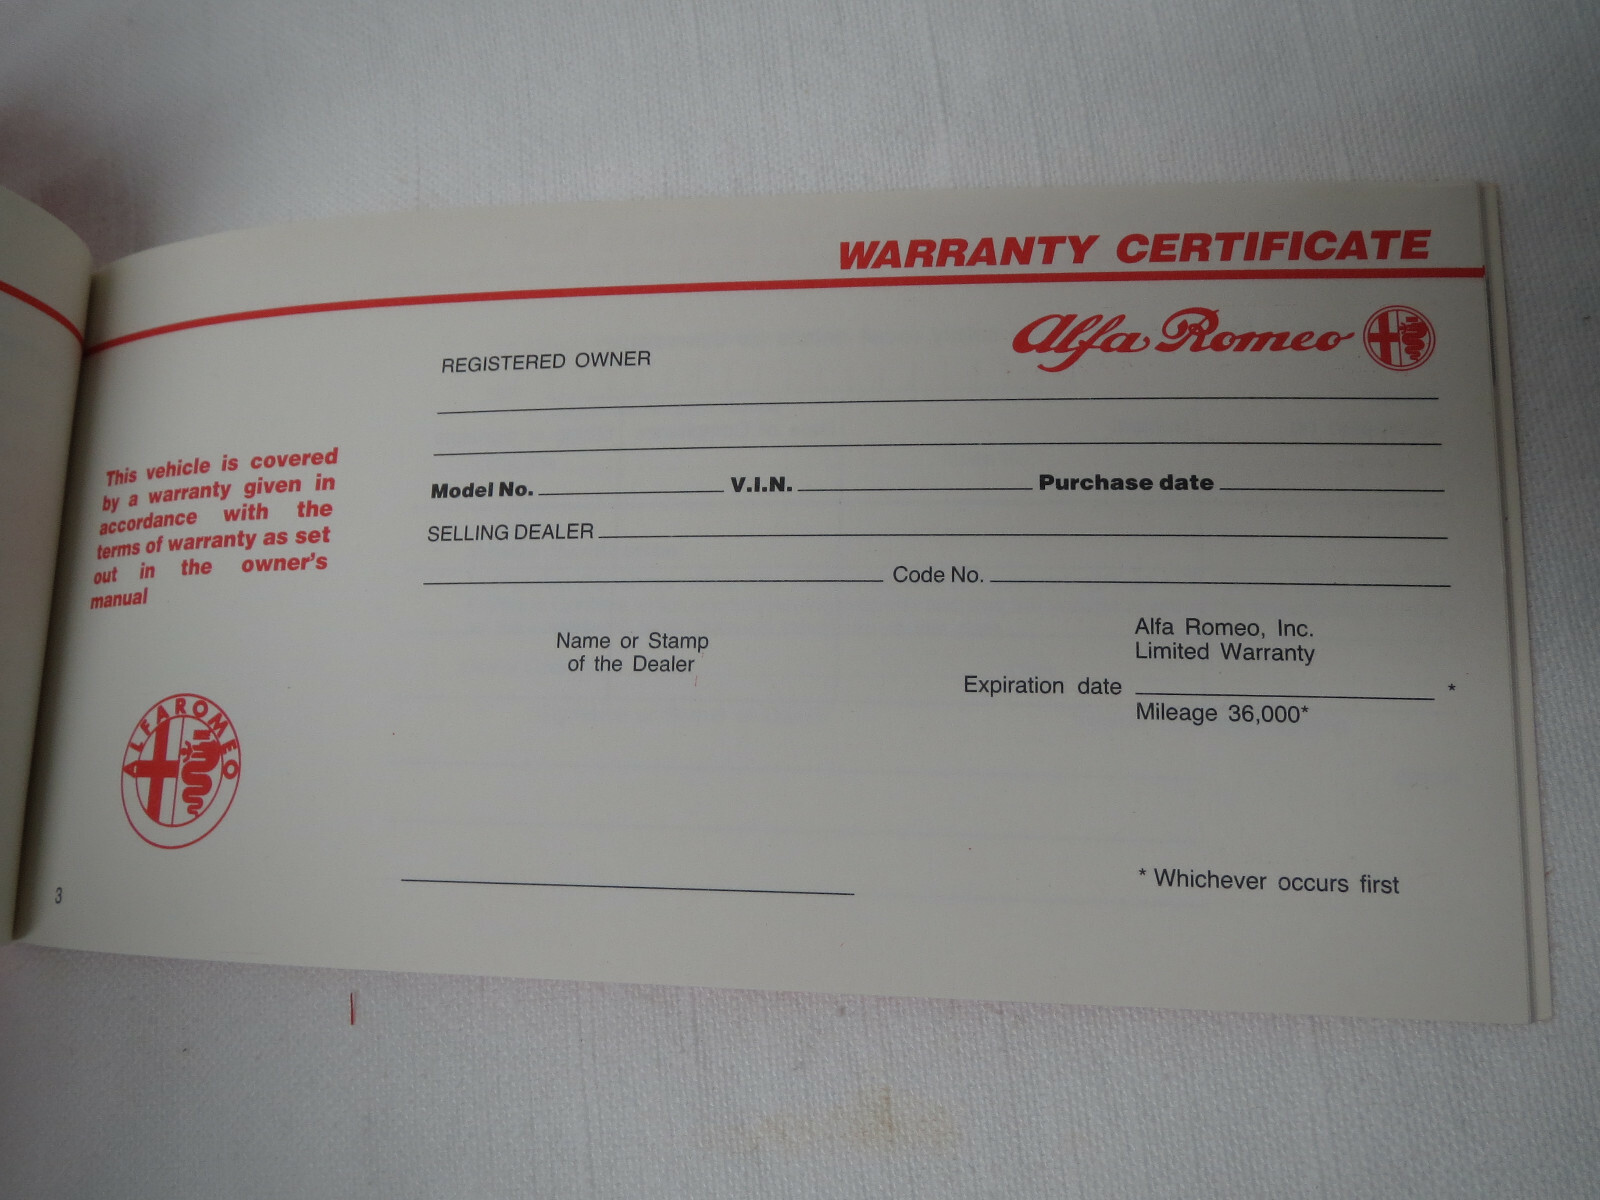 WARRANTY CERTIFICATE
Alfa Romeo
REGISTERED OWNER
This vehicle is covered
by a warranty given in
accordance with the
terms of warranty as set
out in the owner's
manual
Model No. V.I.N. Purchase date
SELLING DEALER
Code No.
Name or Stamp
of the Dealer
Alfa Romeo, Inc.
Limited Warranty
Expiration date *
Mileage 36,000*
ALFA ROMEO
* Whichever occurs first
3